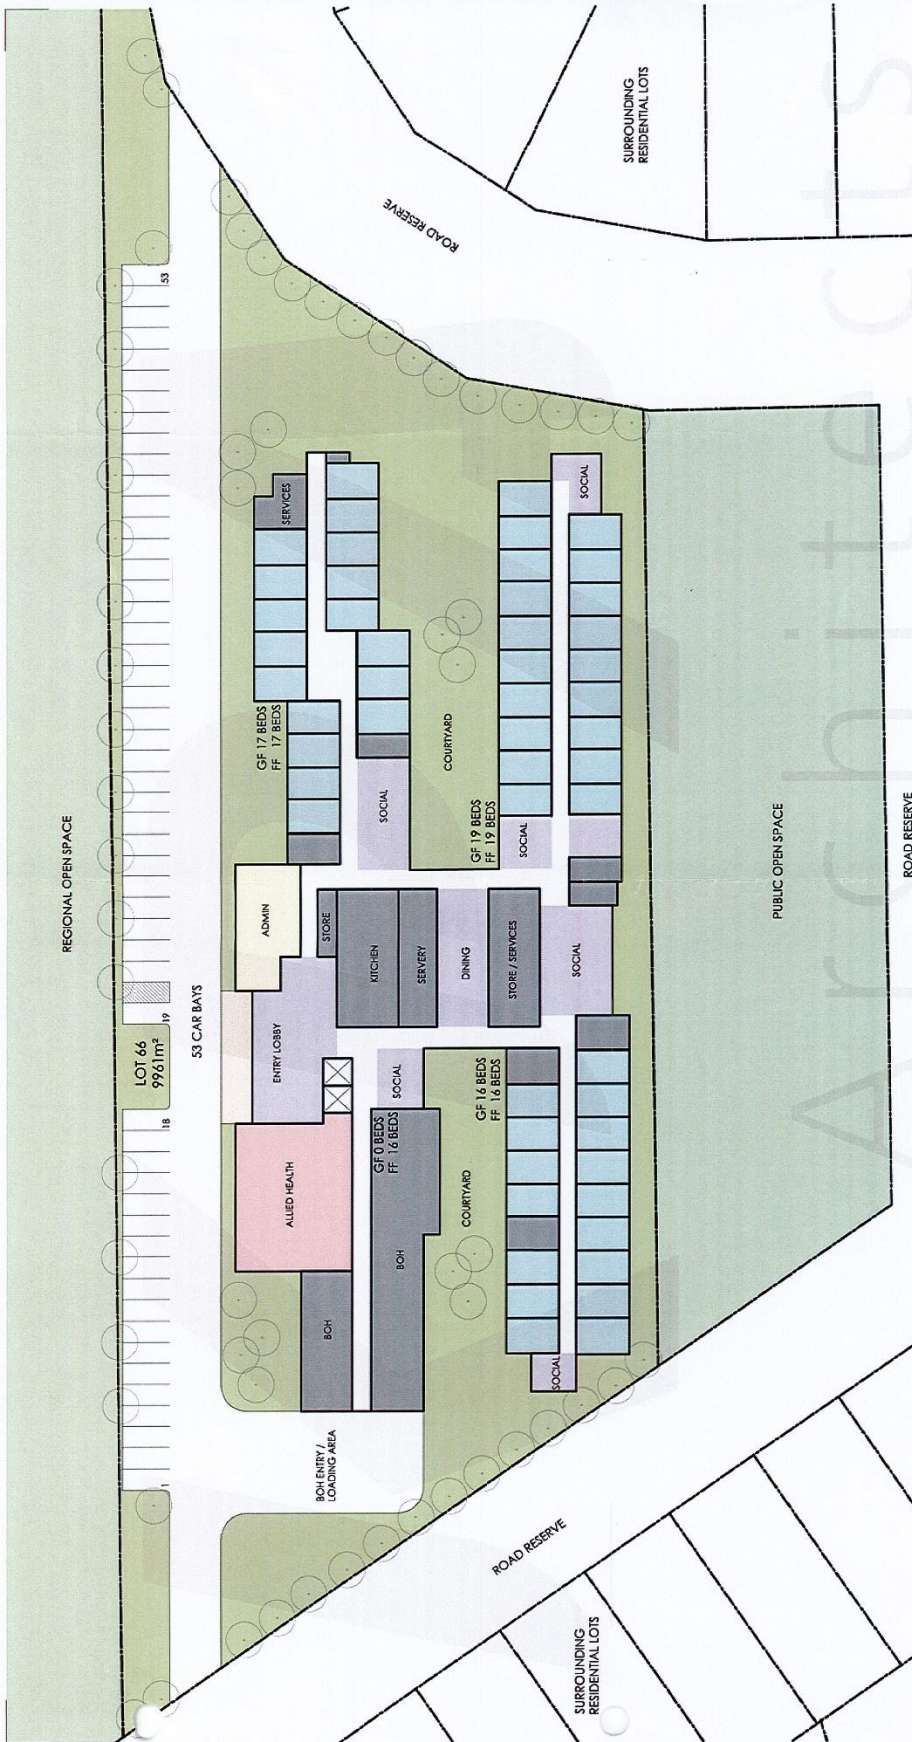 REGIONAL OPEN SPACE
LOT 66
9961m²
1
18
19
53
53 CAR BAYS
BOH ENTRY /
LOADING AREA
BOH
ALLIED HEALTH
ENTRY LOBBY
ADMIN
GF 17 BEDS
FF 17 BEDS
SERVICES
BOH
GF 0 BEDS
FF 16 BEDS
SOCIAL
STORE
KITCHEN
SERVERY
SOCIAL
COURTYARD
DINING
COURTYARD
GF 16 BEDS
FF 16 BEDS
STORE / SERVICES
GF 19 BEDS
FF 19 BEDS
SOCIAL
SOCIAL
SOCIAL
SOCIAL
PUBLIC OPEN SPACE
ROAD RESERVE
ROAD RESERVE
ROAD RESERVE
SURROUNDING
RESIDENTIAL LOTS
SURROUNDING
RESIDENTIAL LOTS
Architects